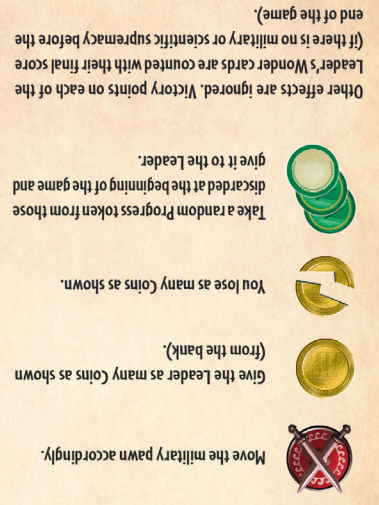 Move the military pawn accordingly.
Give the Leader as many Coins as shown
(from the bank).
You lose as many Coins as shown.
Take a random Progress token from those
discarded at the beginning of the game and
give it to the Leader.
Other effects are ignored. Victory points on each of the
Leader's Wonder cards are counted with their final score
(if there is no military or scientific supremacy before the
end of the game).